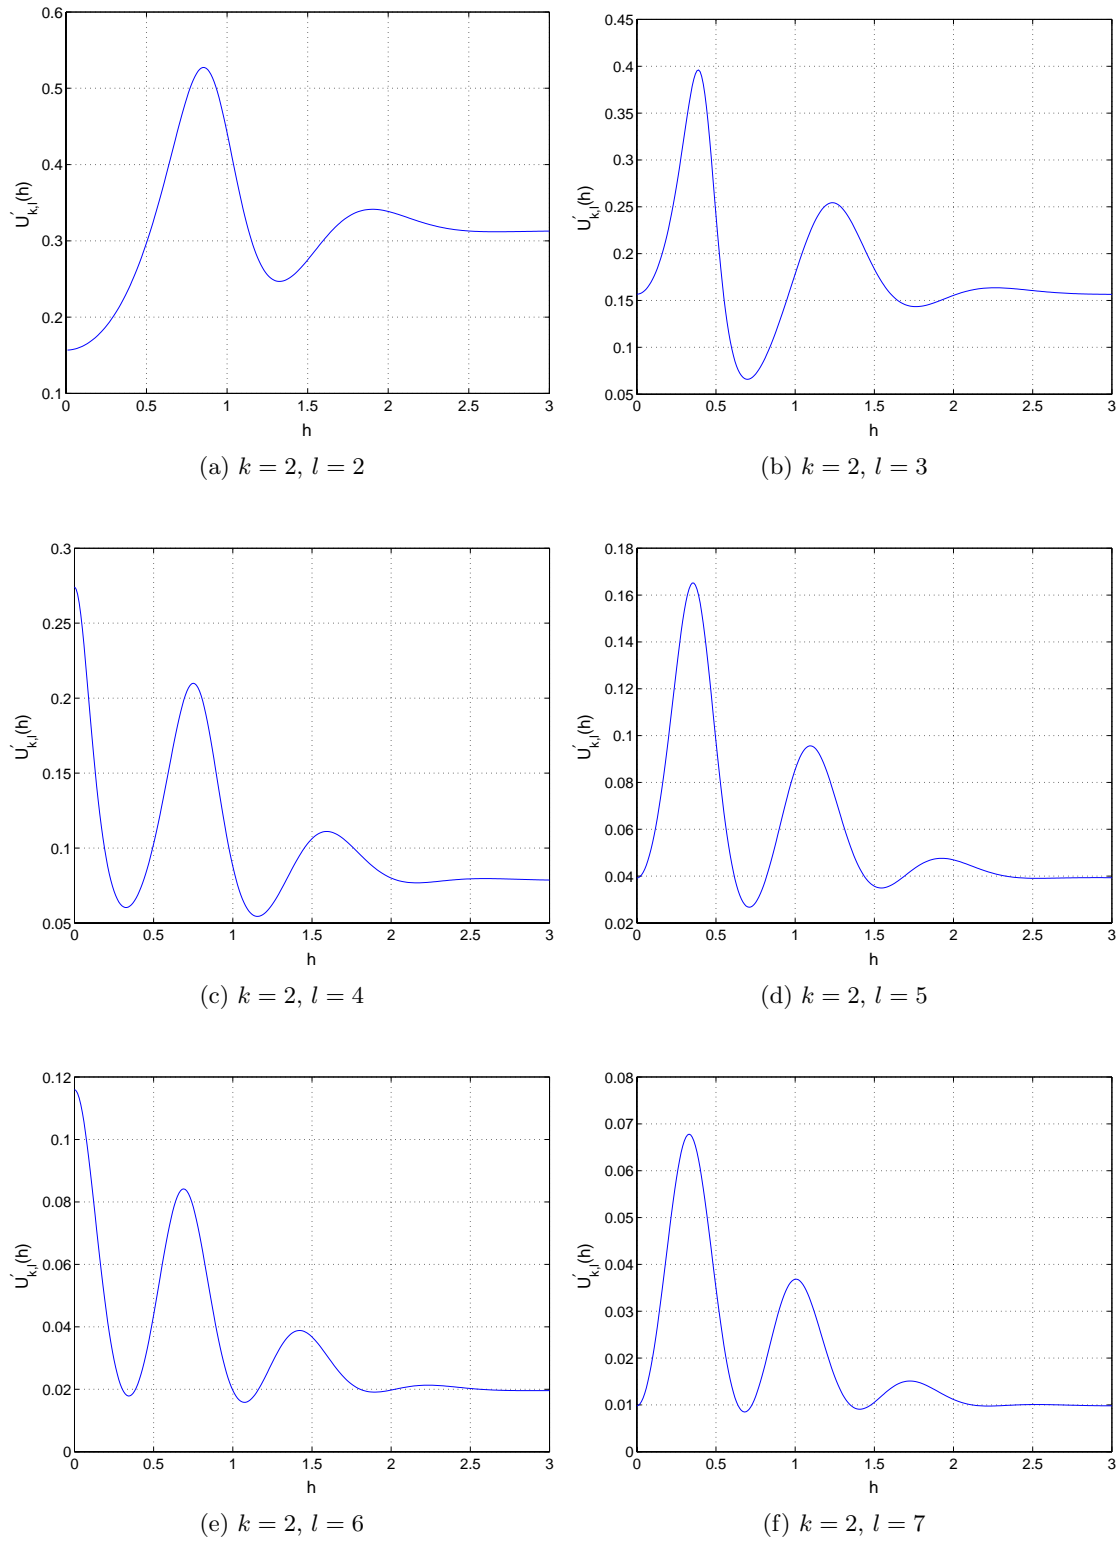 0.6
0.5
0.4
0.3
0.2
0.1
U′k,l(h)
0 0.5 1 1.5 2 2.5 3
h
(a) k = 2, l = 2
0.45
0.4
0.35
0.3
0.25
0.2
0.15
0.1
0.05
U′k,l(h)
0 0.5 1 1.5 2 2.5 3
h
(b) k = 2, l = 3
0.3
0.25
0.2
0.15
0.1
0.05
U′k,l(h)
0 0.5 1 1.5 2 2.5 3
h
(c) k = 2, l = 4
0.18
0.16
0.14
0.12
0.1
0.08
0.06
0.04
0.02
U′k,l(h)
0 0.5 1 1.5 2 2.5 3
h
(d) k = 2, l = 5
0.12
0.1
0.08
0.06
0.04
0.02
0
U′k,l(h)
0 0.5 1 1.5 2 2.5 3
h
(e) k = 2, l = 6
0.08
0.07
0.06
0.05
0.04
0.03
0.02
0.01
0
U′k,l(h)
0 0.5 1 1.5 2 2.5 3
h
(f) k = 2, l = 7